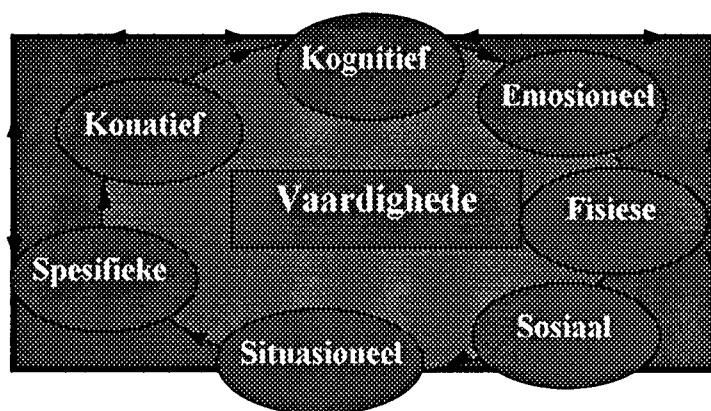 Kognitief
Emosioneel
Konatief
Vaardighede
Fisiese
Spesifieke
Sosiaal
Situasioneel